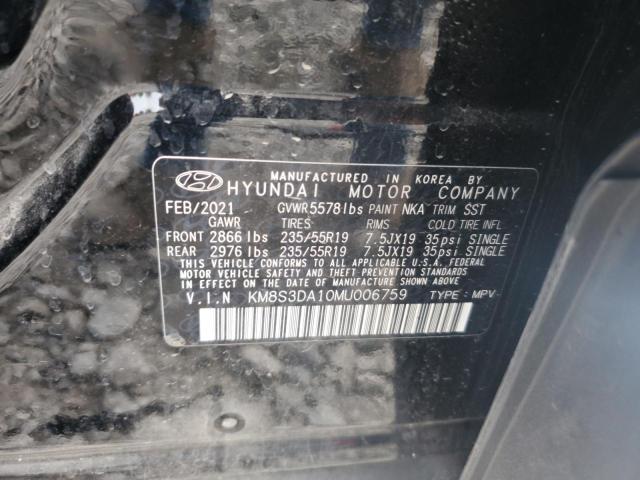 MANUFACTURED IN KOREA BY
HYUNDAI MOTOR COMPANY
FEB/2021 GVWR5578lbs PAINT NKA TRIM SST
GAWR TIRES RIMS COLD TIRE INFL
FRONT 2866 lbs 235/55R19 7.5JX19 35psi SINGLE
REAR 2976 lbs 235/55R19 7.5JX19 35psi SINGLE
THIS VEHICLE CONFORMS TO ALL APPLICABLE U.S.A. FEDERAL
MOTOR VEHICLE SAFETY, BUMPER, AND THEFT PREVENTION
STANDARDS IN EFFECT ON THE DATE OF MANUFACTURE SHOWN ABOVE.
V.I.N KM8S3DA10MU006759 TYPE : MPV